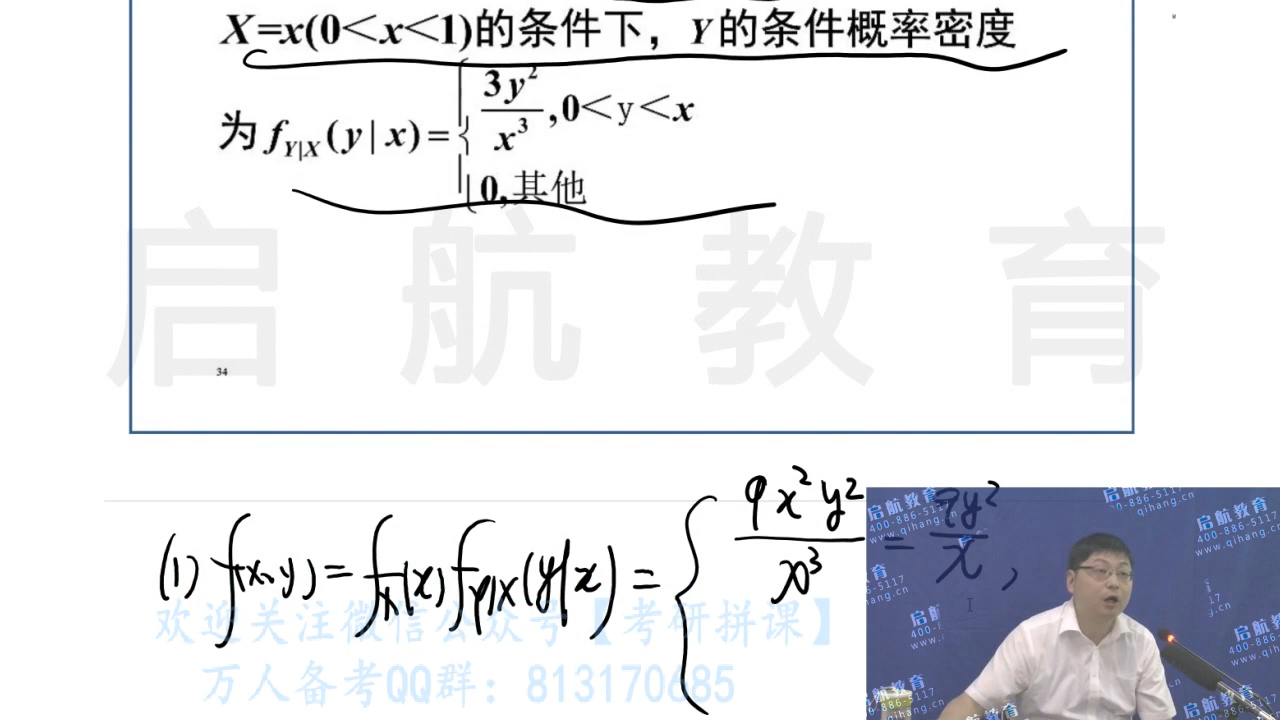 X=x(0<x<1)的条件下，Y的条件概率密度
为 f_{Y|X}(y|x)={ 3y²/x³ ,0<y<x
0,其他
启航教育
34
(1) f(x,y)=f_X(x)f_{Y|X}(y|x)={ 9x²y²/x³ = 9y²/x ,
欢迎关注微信公众号【考研拼课】
万人备考QQ群：813170685
启航教育
400-886-5117
www.qihang.cn